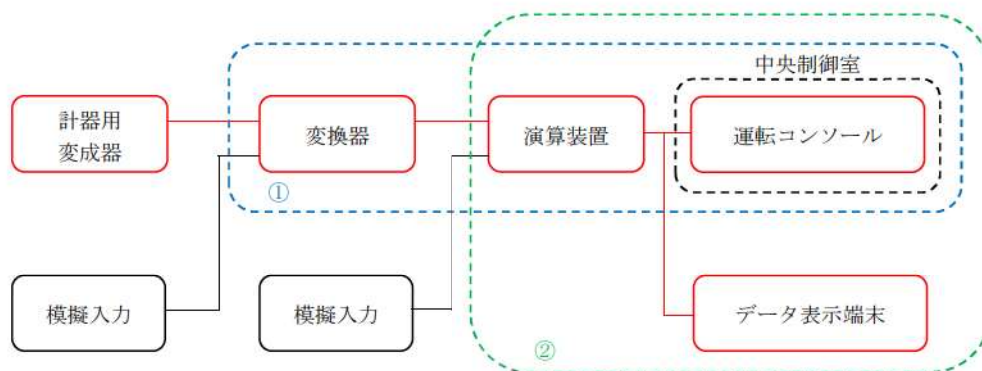 中央制御室
計器用
変成器
変換器
演算装置
運転コンソール
①
模擬入力
模擬入力
データ表示端末
②